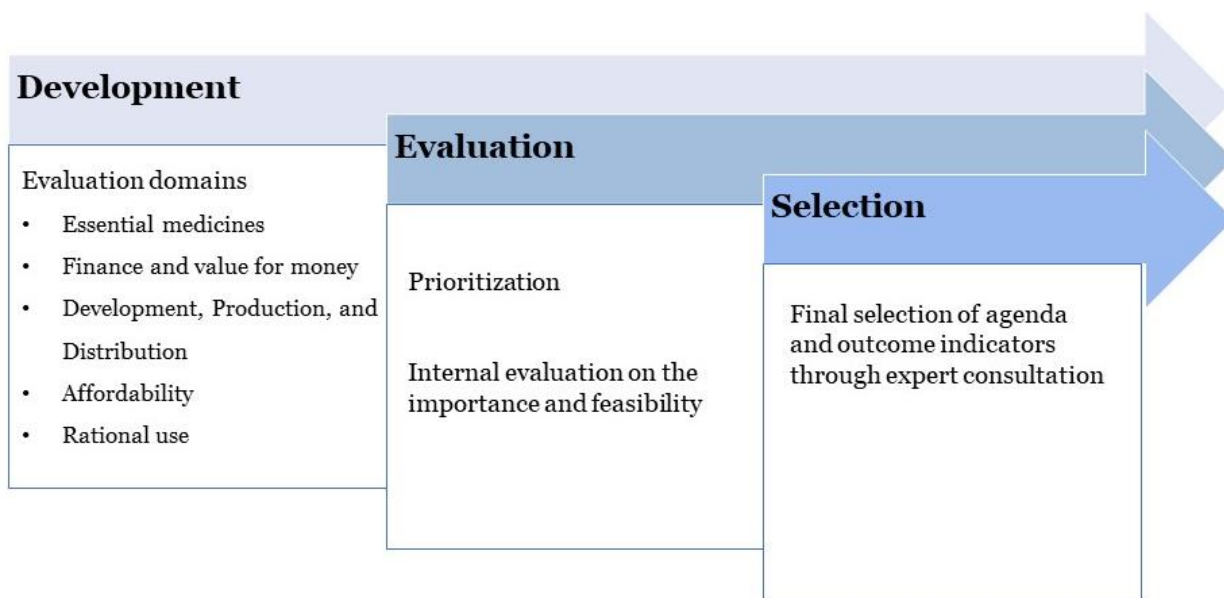 Development
Evaluation domains
• Essential medicines
• Finance and value for money
• Development, Production, and
Distribution
• Affordability
• Rational use
Evaluation
Prioritization
Internal evaluation on the
importance and feasibility
Selection
Final selection of agenda
and outcome indicators
through expert consultation